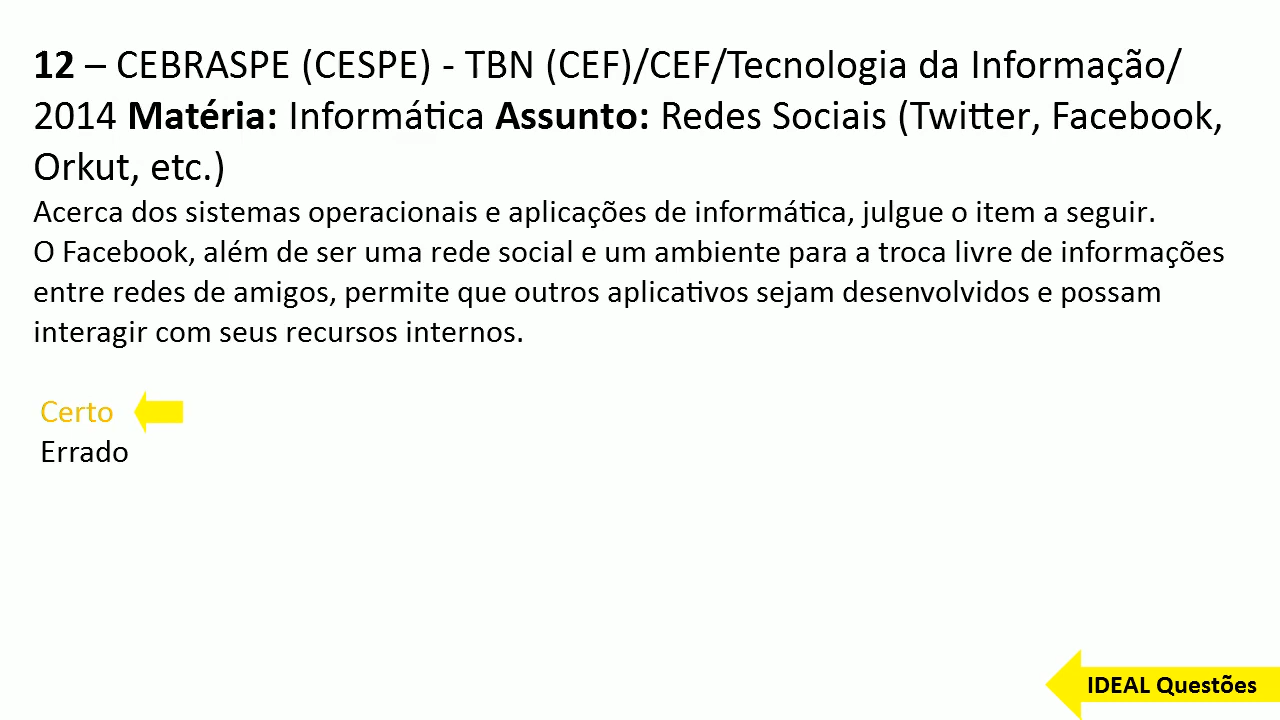 12 – CEBRASPE (CESPE) - TBN (CEF)/CEF/Tecnologia da Informação/
2014 Matéria: Informática Assunto: Redes Sociais (Twitter, Facebook,
Orkut, etc.)
Acerca dos sistemas operacionais e aplicações de informática, julgue o item a seguir.
O Facebook, além de ser uma rede social e um ambiente para a troca livre de informações
entre redes de amigos, permite que outros aplicativos sejam desenvolvidos e possam
interagir com seus recursos internos.
Certo
Errado
IDEAL Questões